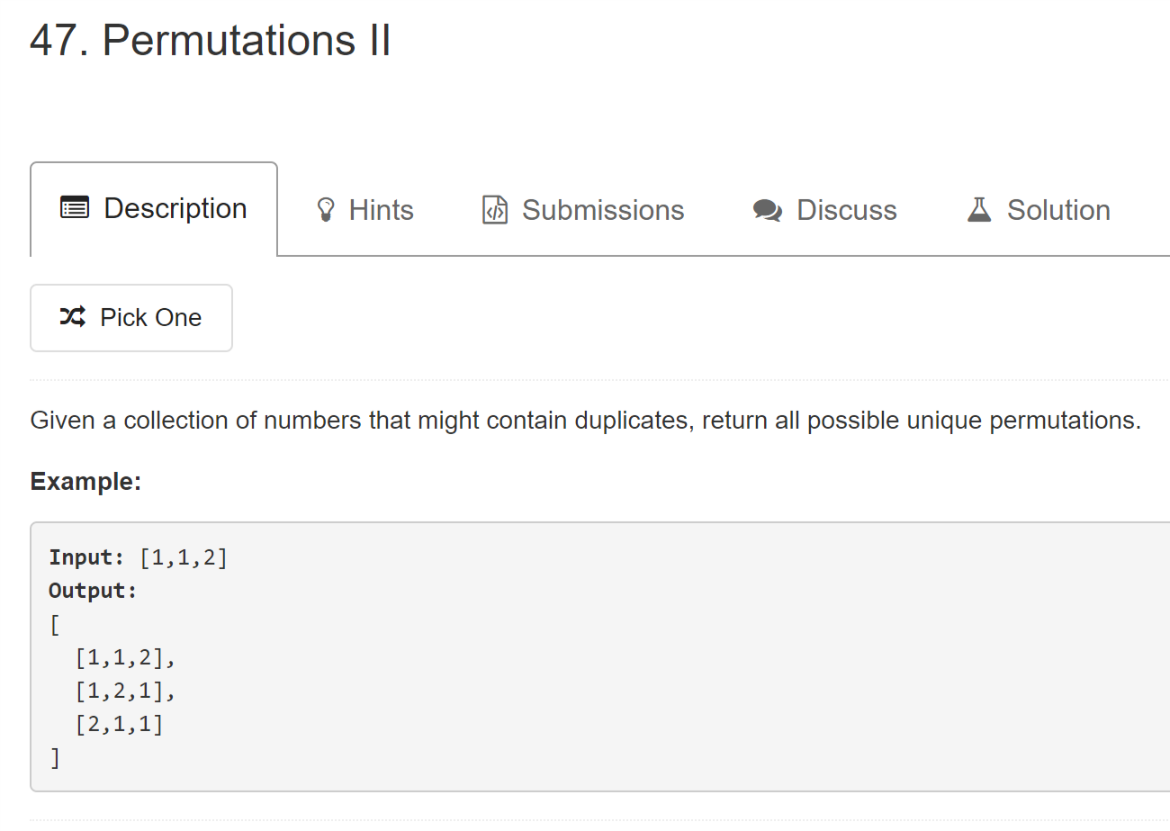 47. Permutations II
Description
Hints
Submissions
Discuss
Solution
Pick One
Given a collection of numbers that might contain duplicates, return all possible unique permutations.
Example:
Input: [1,1,2]
Output:
[
  [1,1,2],
  [1,2,1],
  [2,1,1]
]